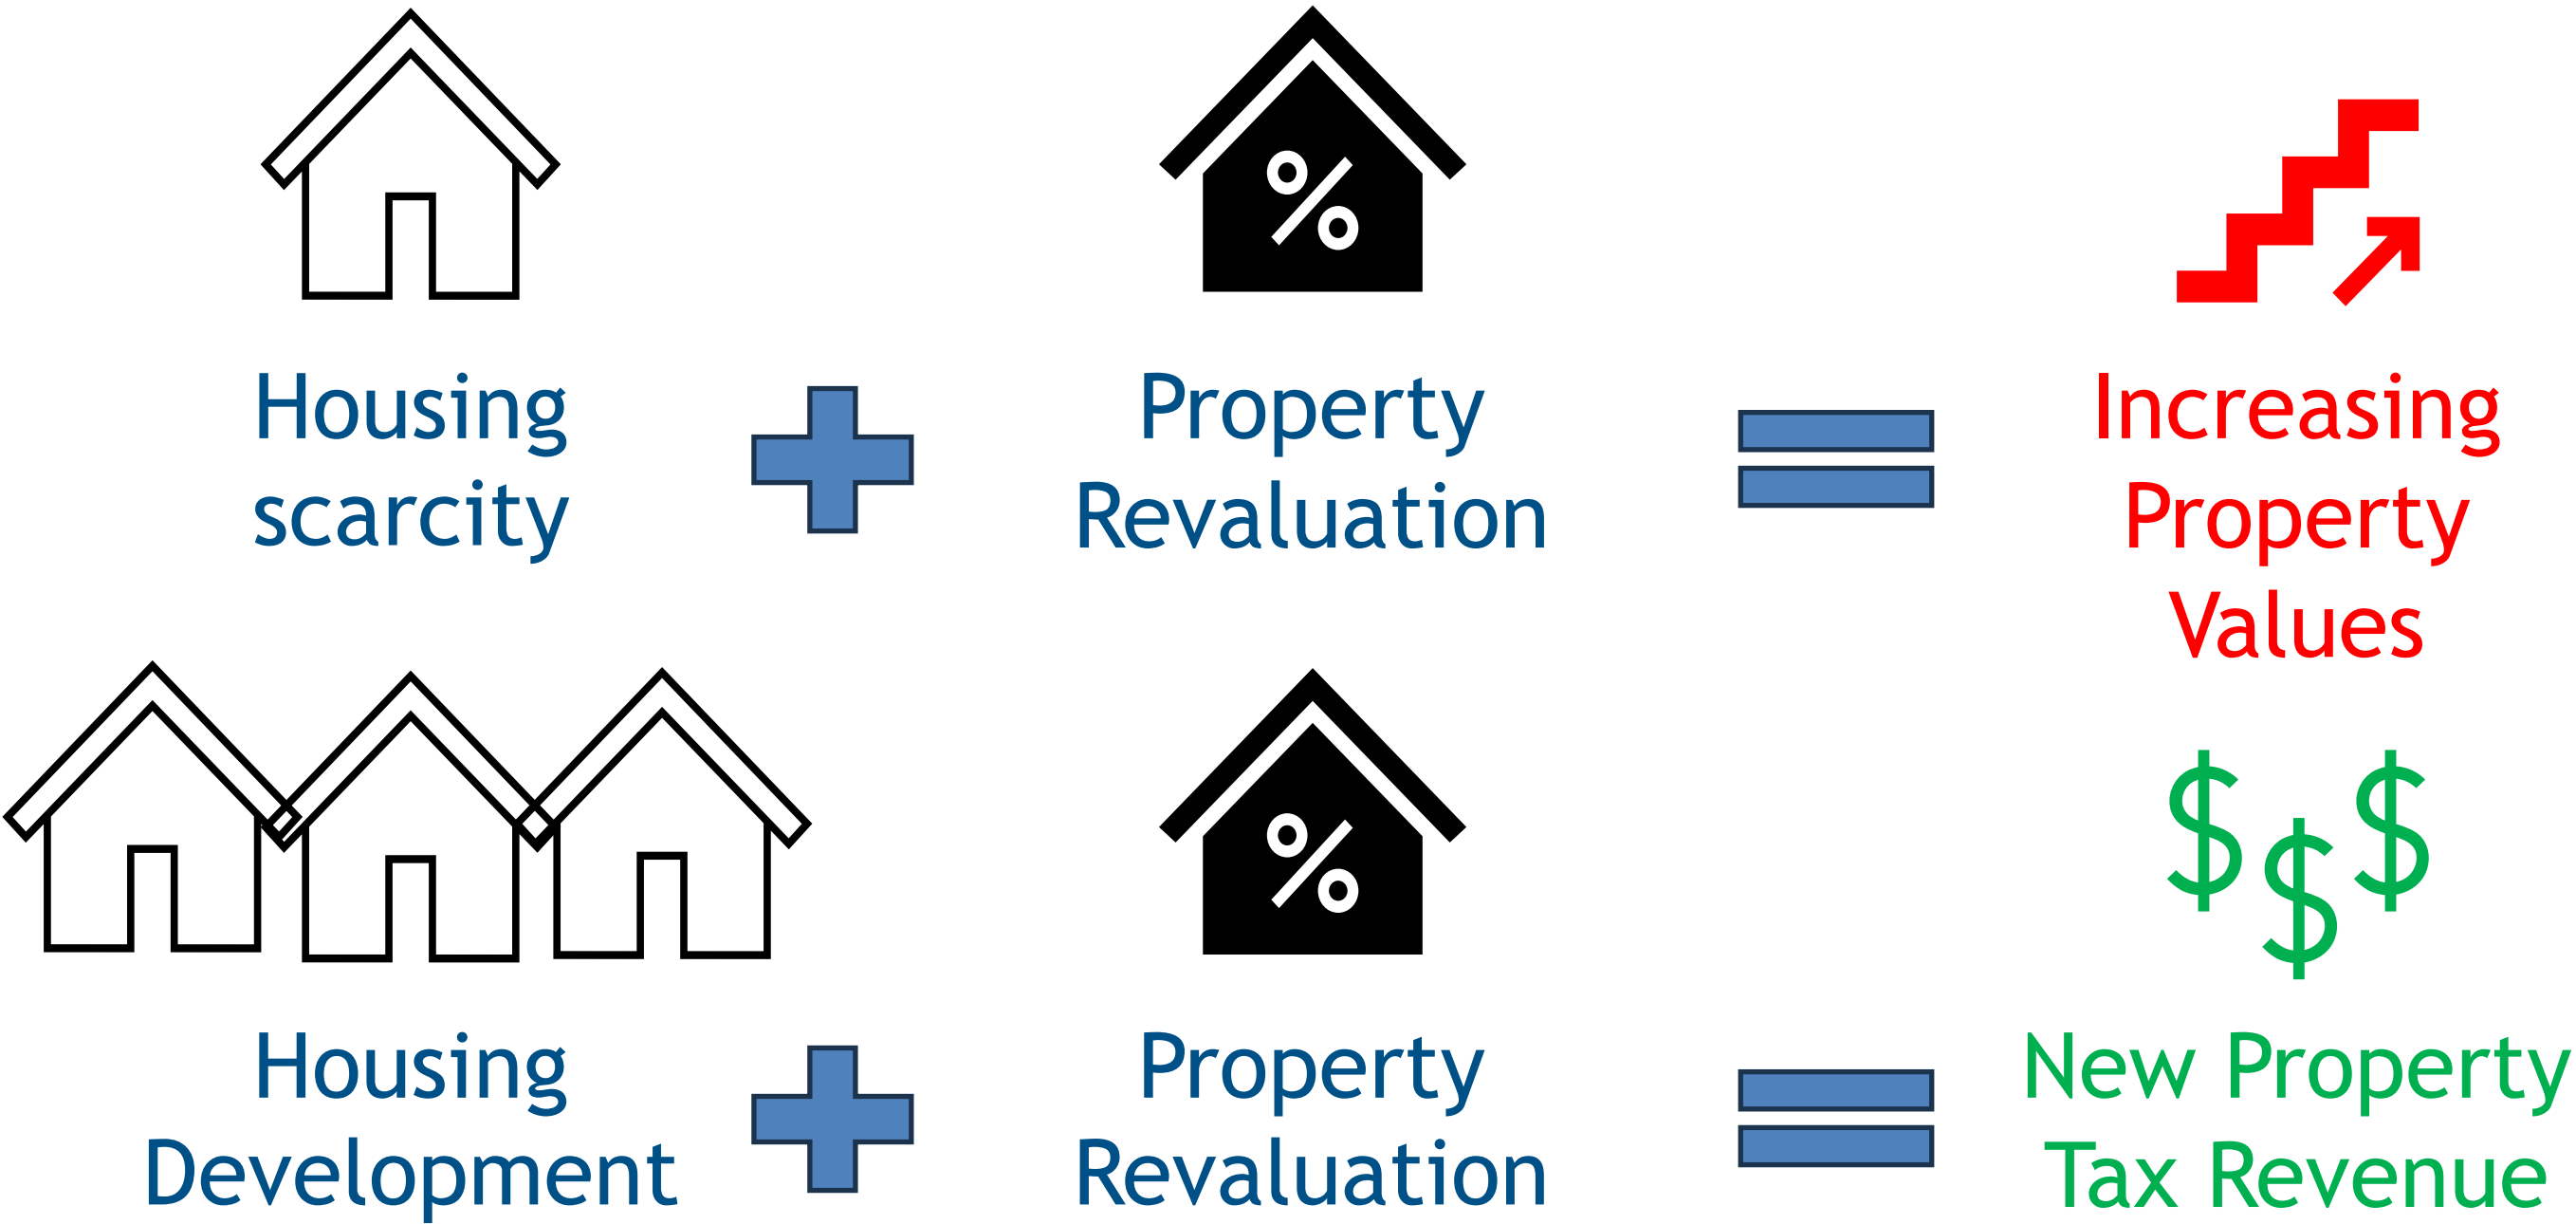 %
%
Housing
scarcity
Property
Revaluation
Increasing
Property
Values
Housing
Development
Property
Revaluation
$ $ $
New Property
Tax Revenue